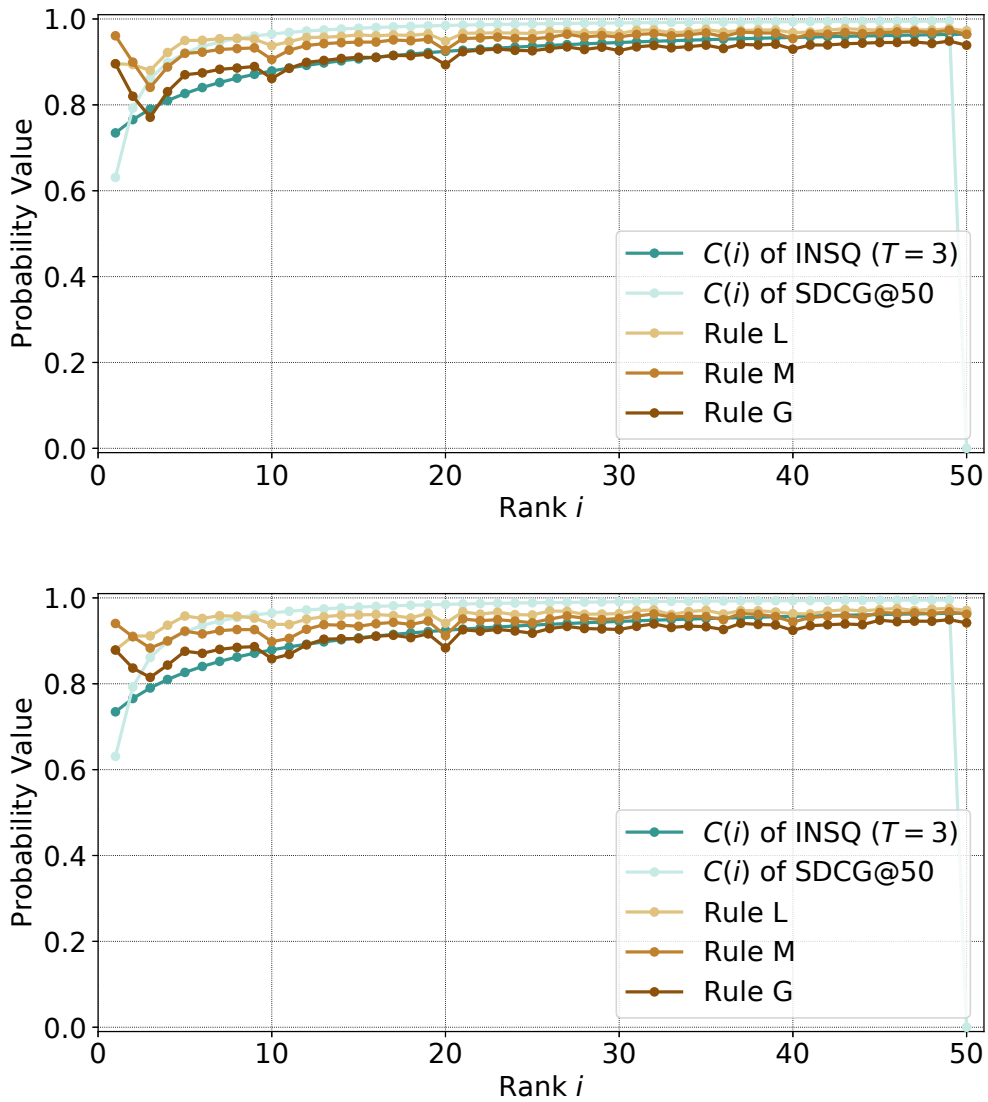 1.0
0.8
0.6
0.4
0.2
0.0
Probability Value
C(i) of INSQ (T = 3)
C(i) of SDCG@50
Rule L
Rule M
Rule G
0 10 20 30 40 50
Rank i
1.0
0.8
0.6
0.4
0.2
0.0
Probability Value
C(i) of INSQ (T = 3)
C(i) of SDCG@50
Rule L
Rule M
Rule G
0 10 20 30 40 50
Rank i